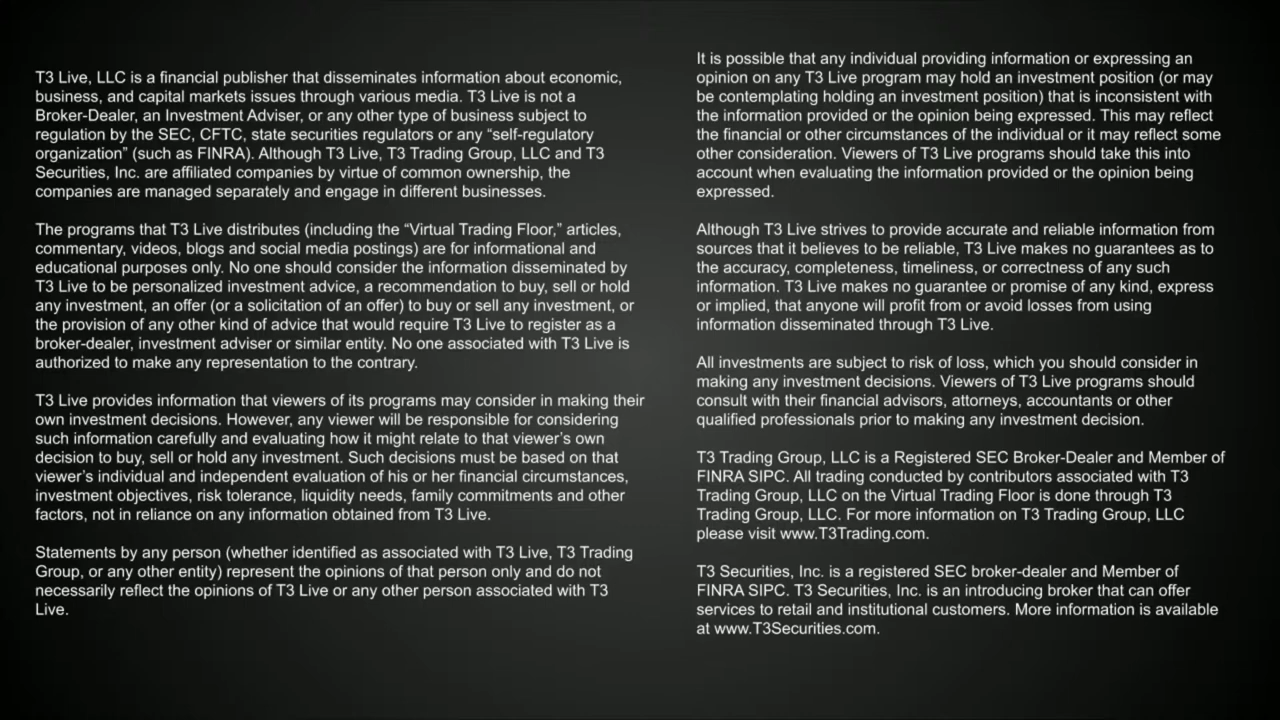 T3 Live, LLC is a financial publisher that disseminates information about economic,
business, and capital markets issues through various media. T3 Live is not a
Broker-Dealer, an Investment Adviser, or any other type of business subject to
regulation by the SEC, CFTC, state securities regulators or any “self-regulatory
organization” (such as FINRA). Although T3 Live, T3 Trading Group, LLC and T3
Securities, Inc. are affiliated companies by virtue of common ownership, the
companies are managed separately and engage in different businesses.
The programs that T3 Live distributes (including the “Virtual Trading Floor,” articles,
commentary, videos, blogs and social media postings) are for informational and
educational purposes only. No one should consider the information disseminated by
T3 Live to be personalized investment advice, a recommendation to buy, sell or hold
any investment, an offer (or a solicitation of an offer) to buy or sell any investment, or
the provision of any other kind of advice that would require T3 Live to register as a
broker-dealer, investment adviser or similar entity. No one associated with T3 Live is
authorized to make any representation to the contrary.
T3 Live provides information that viewers of its programs may consider in making their
own investment decisions. However, any viewer will be responsible for considering
such information carefully and evaluating how it might relate to that viewer’s own
decision to buy, sell or hold any investment. Such decisions must be based on that
viewer’s individual and independent evaluation of his or her financial circumstances,
investment objectives, risk tolerance, liquidity needs, family commitments and other
factors, not in reliance on any information obtained from T3 Live.
Statements by any person (whether identified as associated with T3 Live, T3 Trading
Group, or any other entity) represent the opinions of that person only and do not
necessarily reflect the opinions of T3 Live or any other person associated with T3
Live.
It is possible that any individual providing information or expressing an
opinion on any T3 Live program may hold an investment position (or may
be contemplating holding an investment position) that is inconsistent with
the information provided or the opinion being expressed. This may reflect
the financial or other circumstances of the individual or it may reflect some
other consideration. Viewers of T3 Live programs should take this into
account when evaluating the information provided or the opinion being
expressed.
Although T3 Live strives to provide accurate and reliable information from
sources that it believes to be reliable, T3 Live makes no guarantees as to
the accuracy, completeness, timeliness, or correctness of any such
information. T3 Live makes no guarantee or promise of any kind, express
or implied, that anyone will profit from or avoid losses from using
information disseminated through T3 Live.
All investments are subject to risk of loss, which you should consider in
making any investment decisions. Viewers of T3 Live programs should
consult with their financial advisors, attorneys, accountants or other
qualified professionals prior to making any investment decision.
T3 Trading Group, LLC is a Registered SEC Broker-Dealer and Member of
FINRA SIPC. All trading conducted by contributors associated with T3
Trading Group, LLC on the Virtual Trading Floor is done through T3
Trading Group, LLC. For more information on T3 Trading Group, LLC
please visit www.T3Trading.com.
T3 Securities, Inc. is a registered SEC broker-dealer and Member of
FINRA SIPC. T3 Securities, Inc. is an introducing broker that can offer
services to retail and institutional customers. More information is available
at www.T3Securities.com.